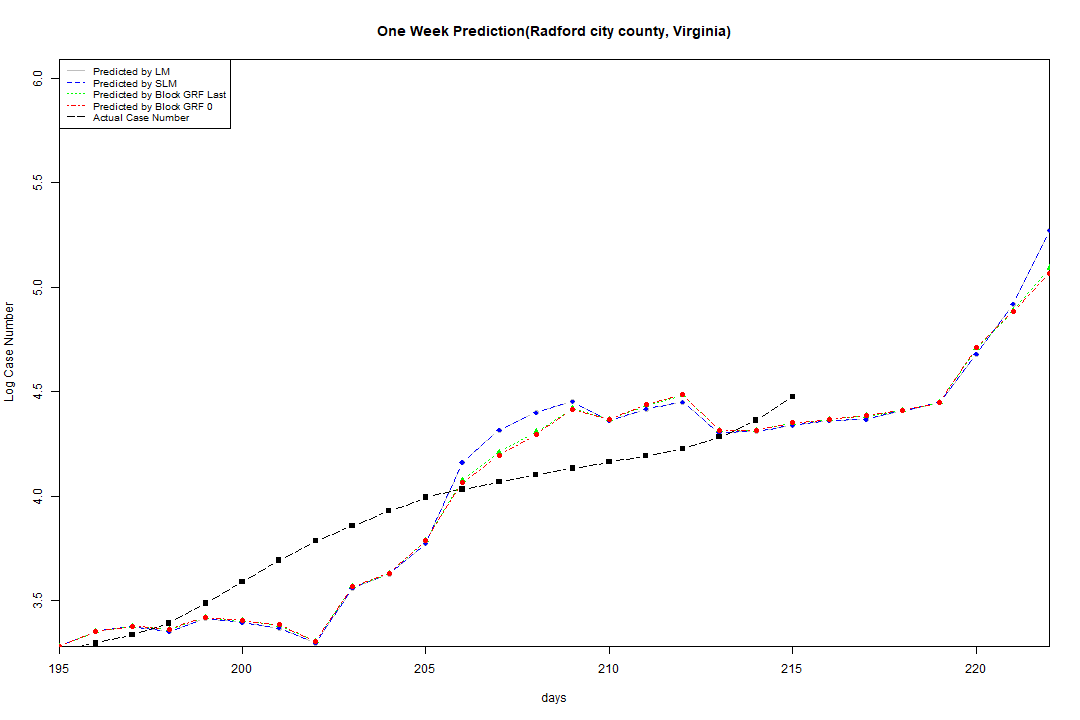 One Week Prediction(Radford city county, Virginia)
Predicted by LM
Predicted by SLM
Predicted by Block GRF Last
Predicted by Block GRF 0
Actual Case Number
6.0
5.5
5.0
4.5
4.0
3.5
Log Case Number
195 200 205 210 215 220
days